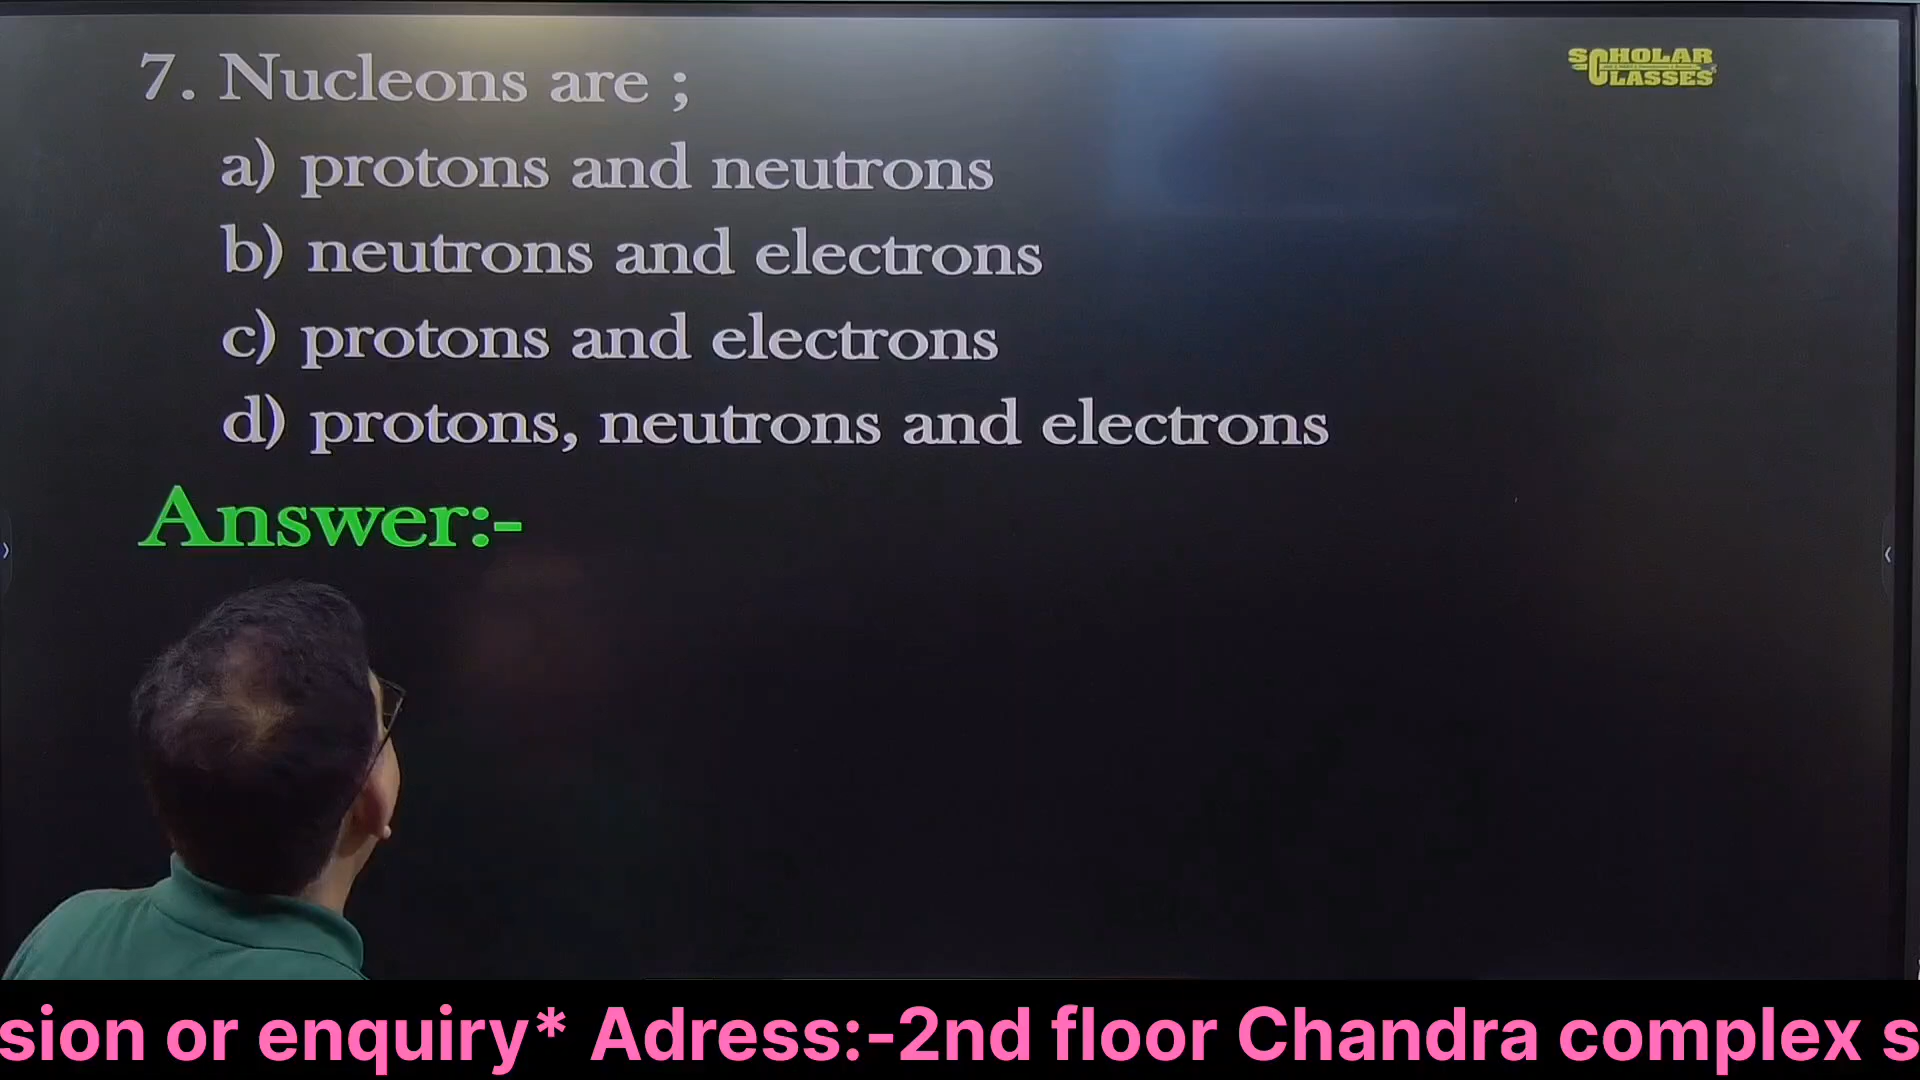 7. Nucleons are ;
SCHOLAR
CLASSES
a) protons and neutrons
b) neutrons and electrons
c) protons and electrons
d) protons, neutrons and electrons
Answer:-
sion or enquiry* Adress:-2nd floor Chandra complex s